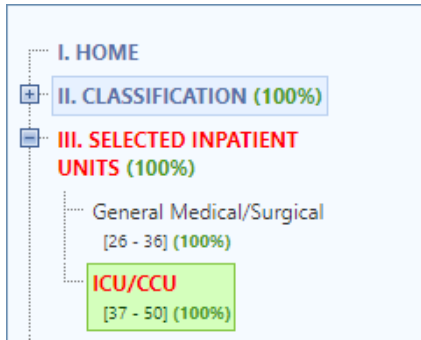 I. HOME
II. CLASSIFICATION (100%)
III. SELECTED INPATIENT
UNITS (100%)
General Medical/Surgical
[26 - 36] (100%)
ICU/CCU
[37 - 50] (100%)